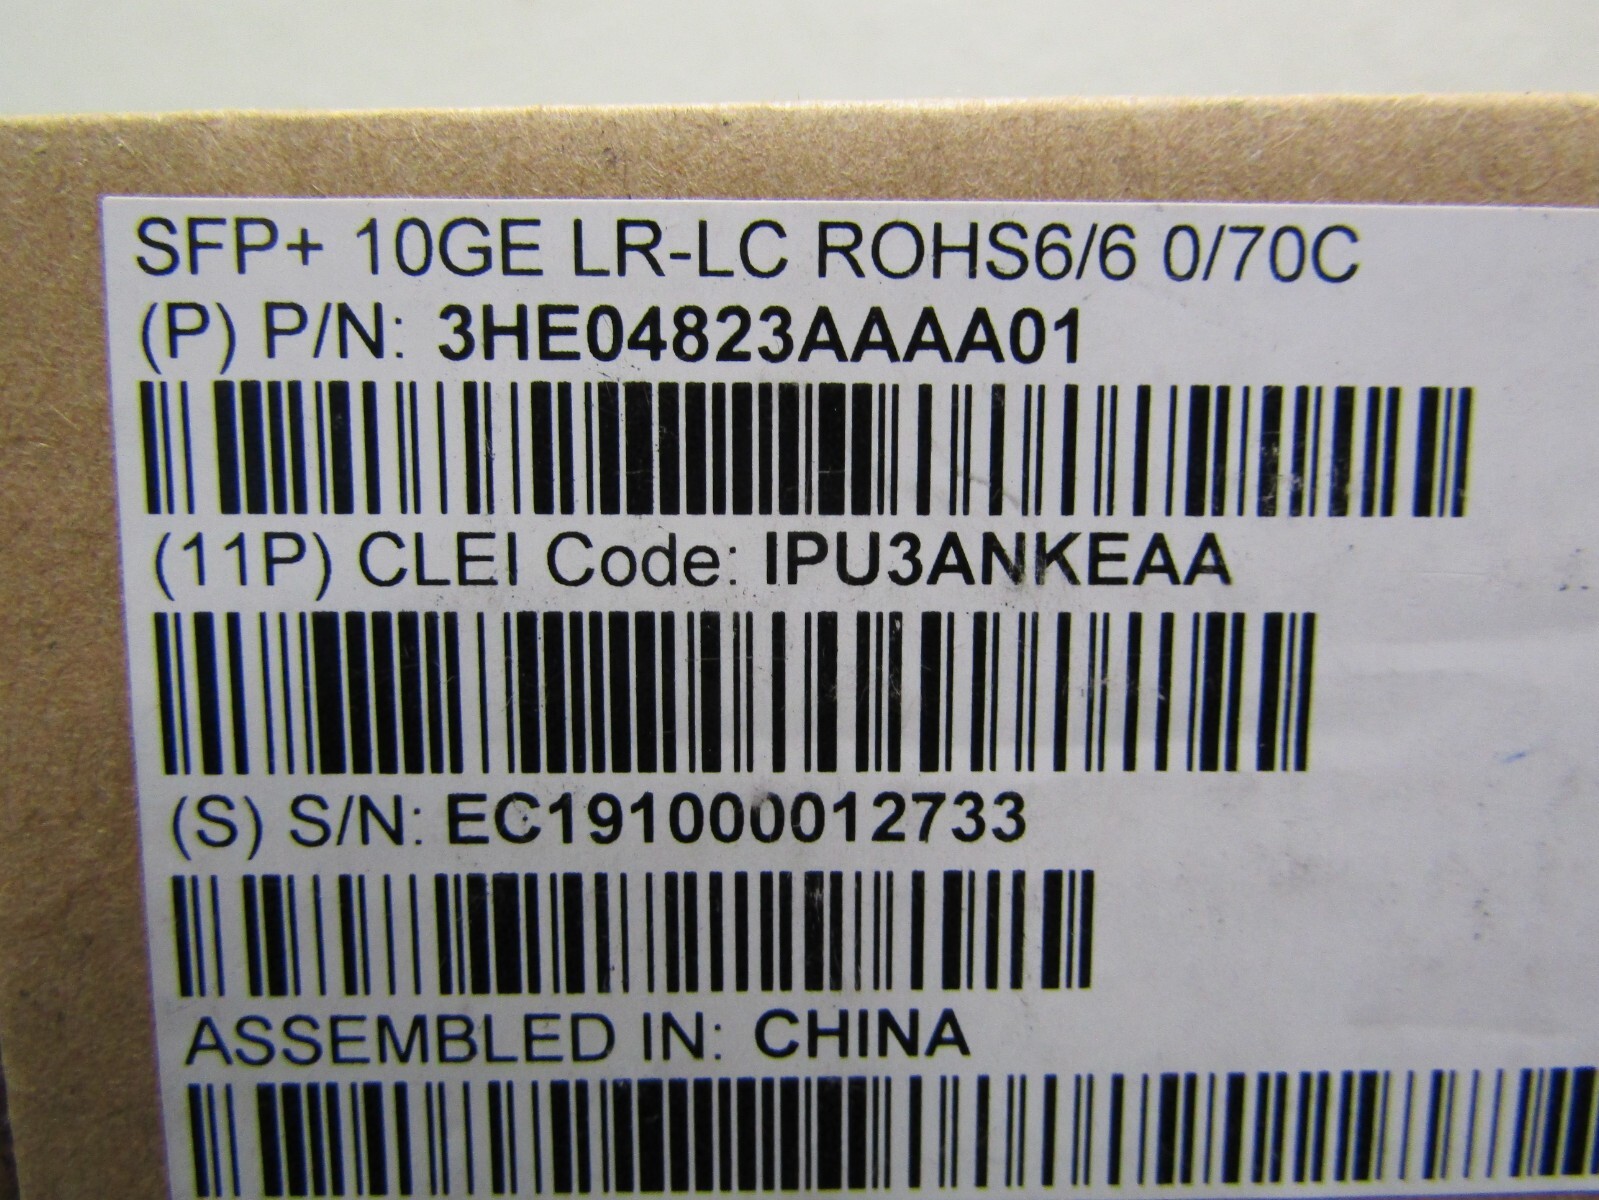 SFP+ 10GE LR-LC ROHS6/6 0/70C
(P) P/N: 3HE04823AAAA01
(11P) CLEI Code: IPU3ANKEAA
(S) S/N: EC191000012733
ASSEMBLED IN: CHINA